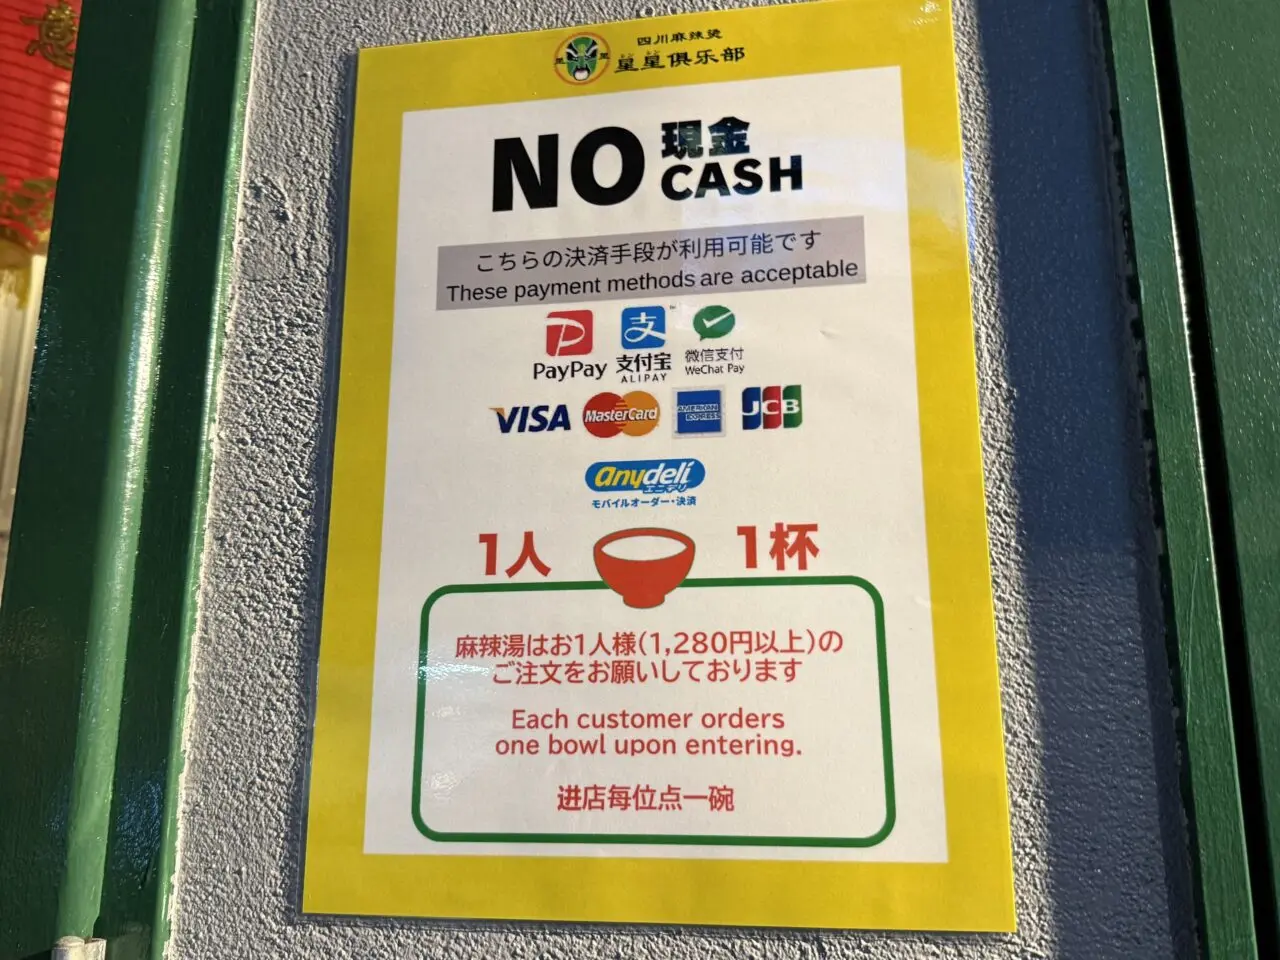 四川麻辣烫
星星倶乐部
NO 現金
CASH
こちらの決済手段が利用可能です
These payment methods are acceptable
PayPay 支付宝 ALIPAY 微信支付 WeChat Pay
VISA MasterCard AMERICAN EXPRESS JCB
anydeli
エニデリ
モバイルオーダー・決済
1人 1杯
麻辣湯はお1人様(1,280円以上)の
ご注文をお願いしております
Each customer orders
one bowl upon entering.
进店每位点一碗